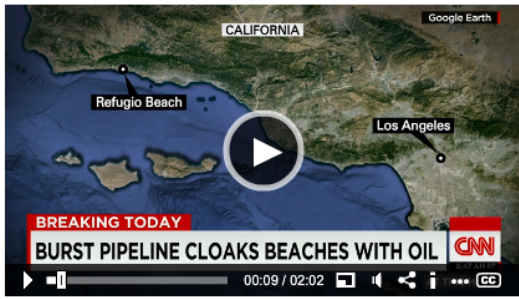 Google Earth
CALIFORNIA
Refugio Beach
Los Angeles
BREAKING TODAY
BURST PIPELINE CLOAKS BEACHES WITH OIL
CNN
00:09 / 02:02
CC